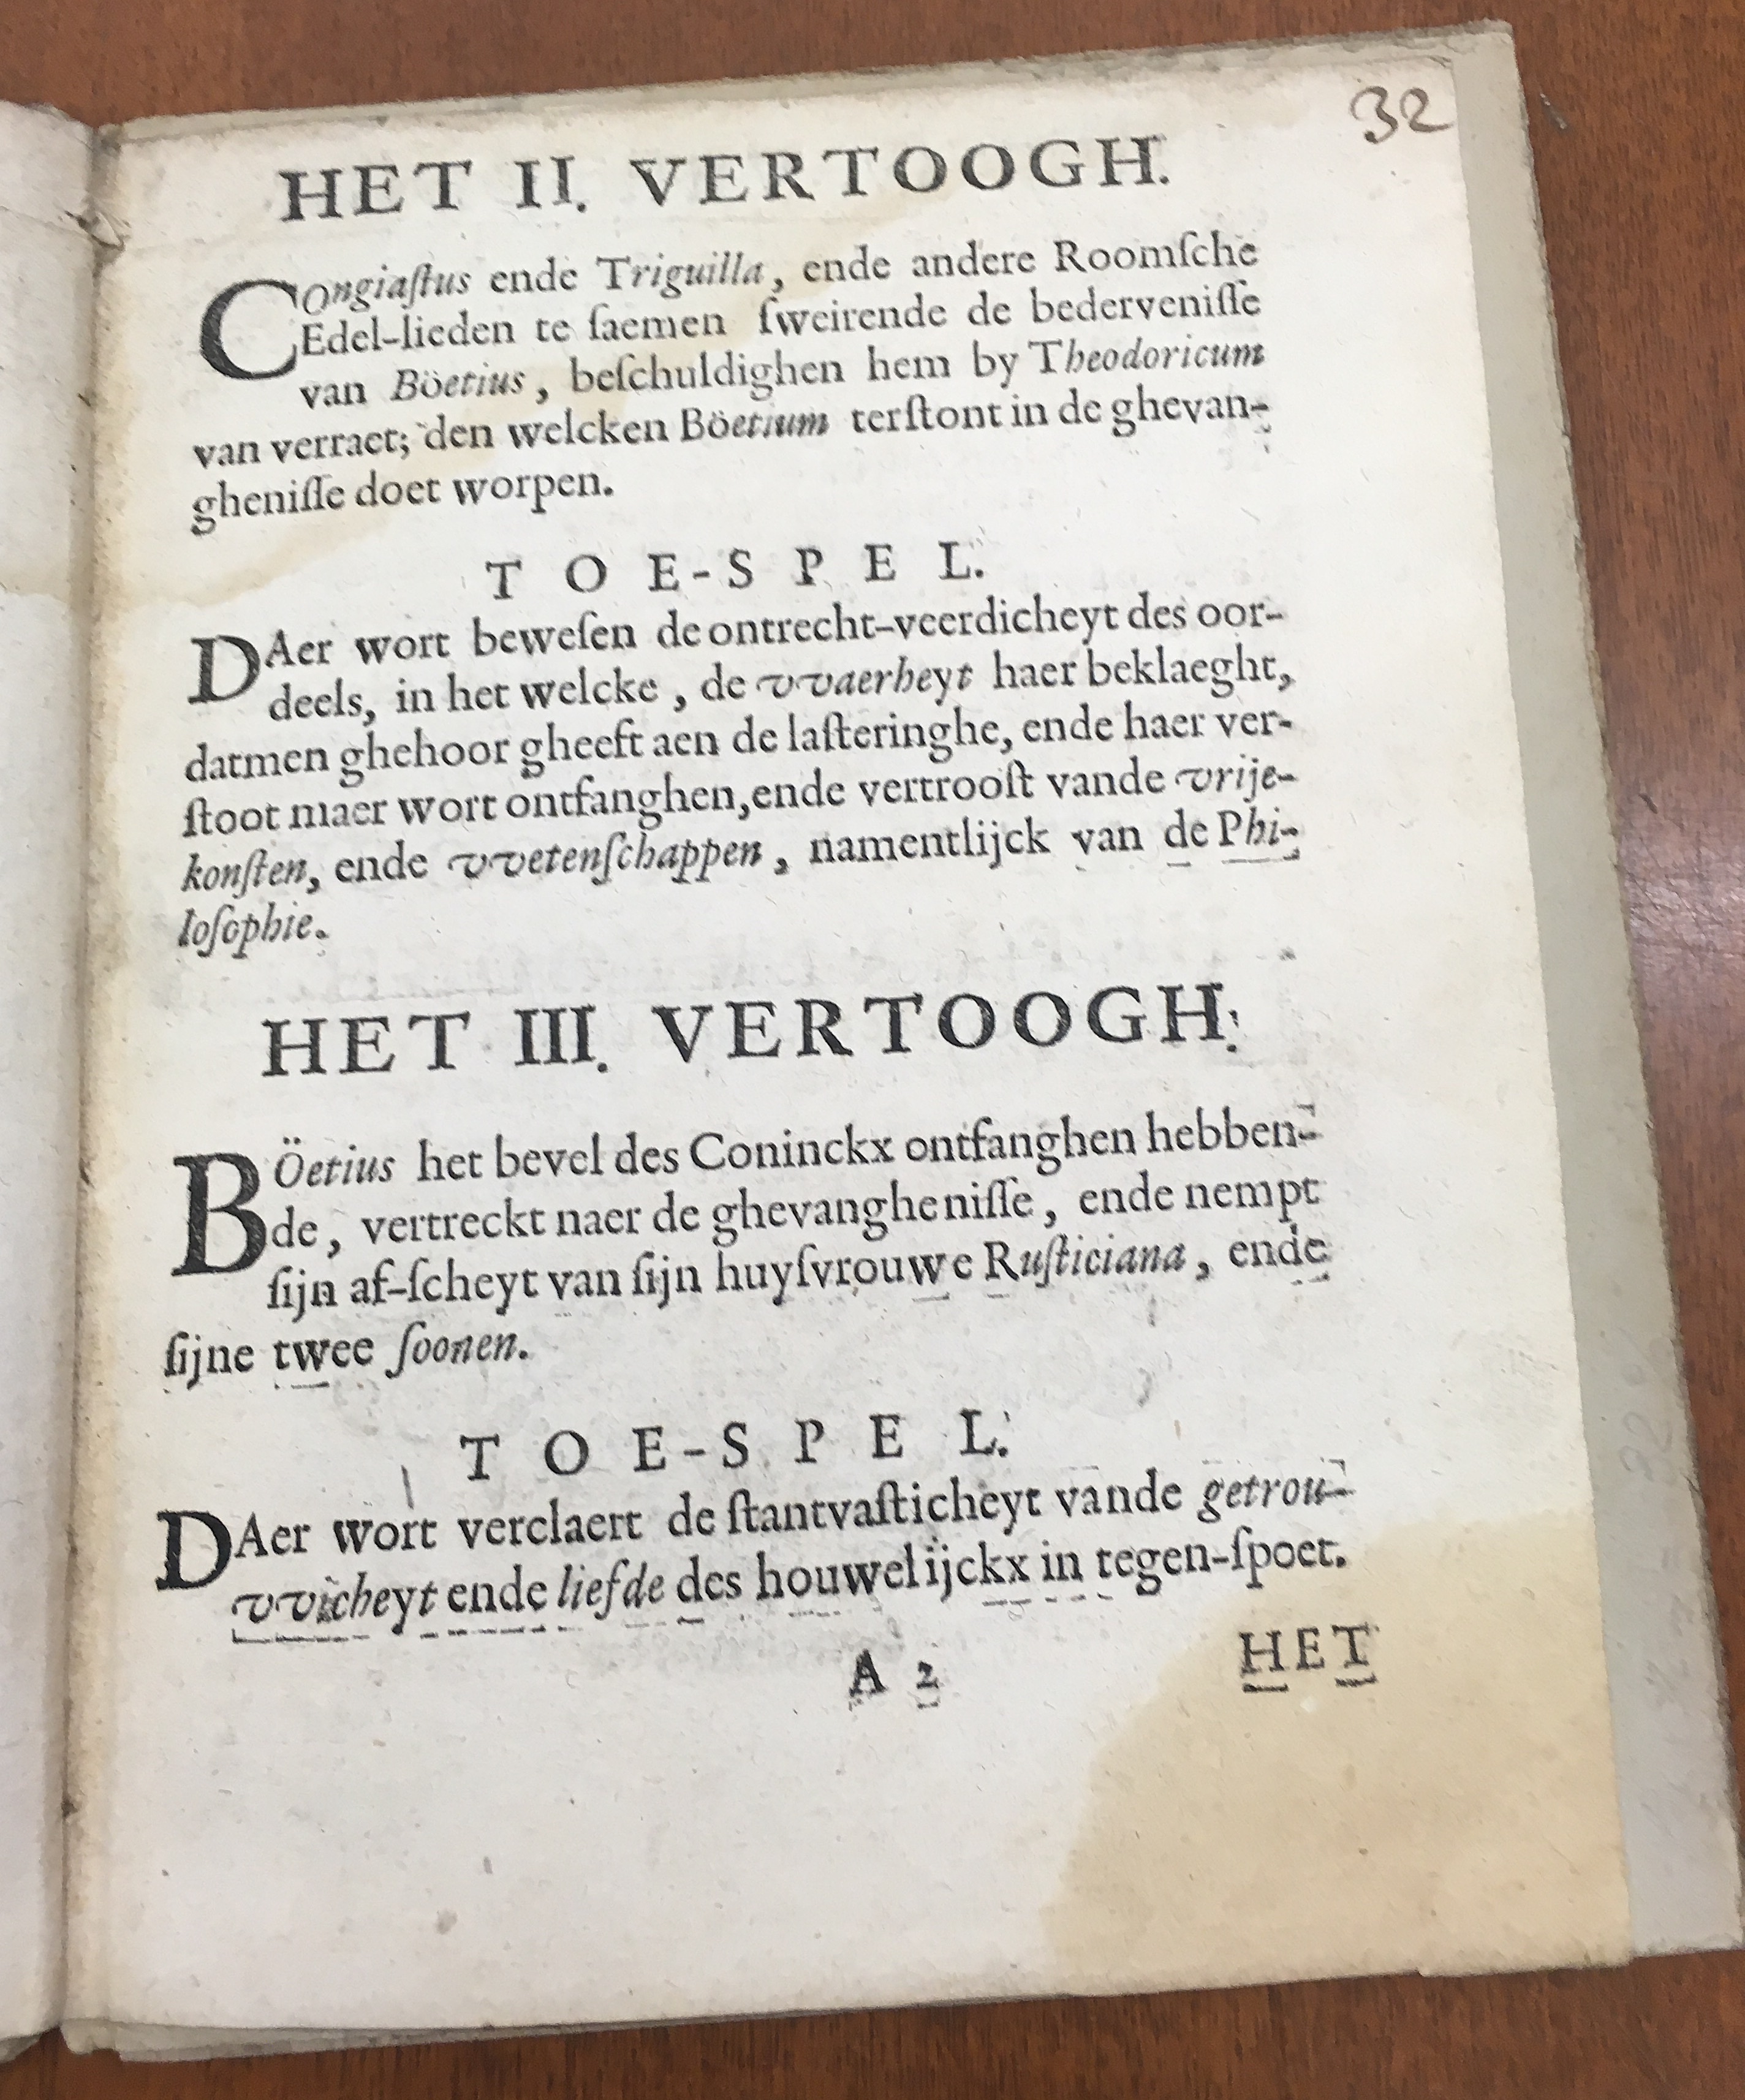 32
HET II. VERTOOGH.
COngiaſtus ende Triguilla, ende andere Roomſche
Edel-lieden te ſaemen ſweirende de bederveniſſe
van Böetius, beſchuldighen hem by Theodoricum
van verraet; den welcken Böetium terſtont in de ghevan-
gheniſſe doet worpen.
TOE-SPEL.
DAer wort beweſen de ontrecht-veerdicheyt des oor-
deels, in het welcke, de vvaerheyt haer beklaeght,
datmen ghehoor gheeft aen de laſteringhe, ende haer ver-
ſtoot maer wort ontfanghen, ende vertrooſt vande vrije-
konſten, ende vvetenſchappen, namentlijck van de Phi-
loſophie.
HET III. VERTOOGH.
BÖetius het bevel des Coninckx ontfanghen hebben-
de, vertreckt naer de ghevangheniſſe, ende nempt
ſijn af-ſcheyt van ſijn huyſvrouwe Ruſticiana, ende
ſijne twee ſoonen.
TOE-SPEL.
DAer wort verclaert de ſtantvaſticheyt vande getrou-
vvicheyt ende liefde des houwelijckx in tegen-ſpoet.
A 2 HET